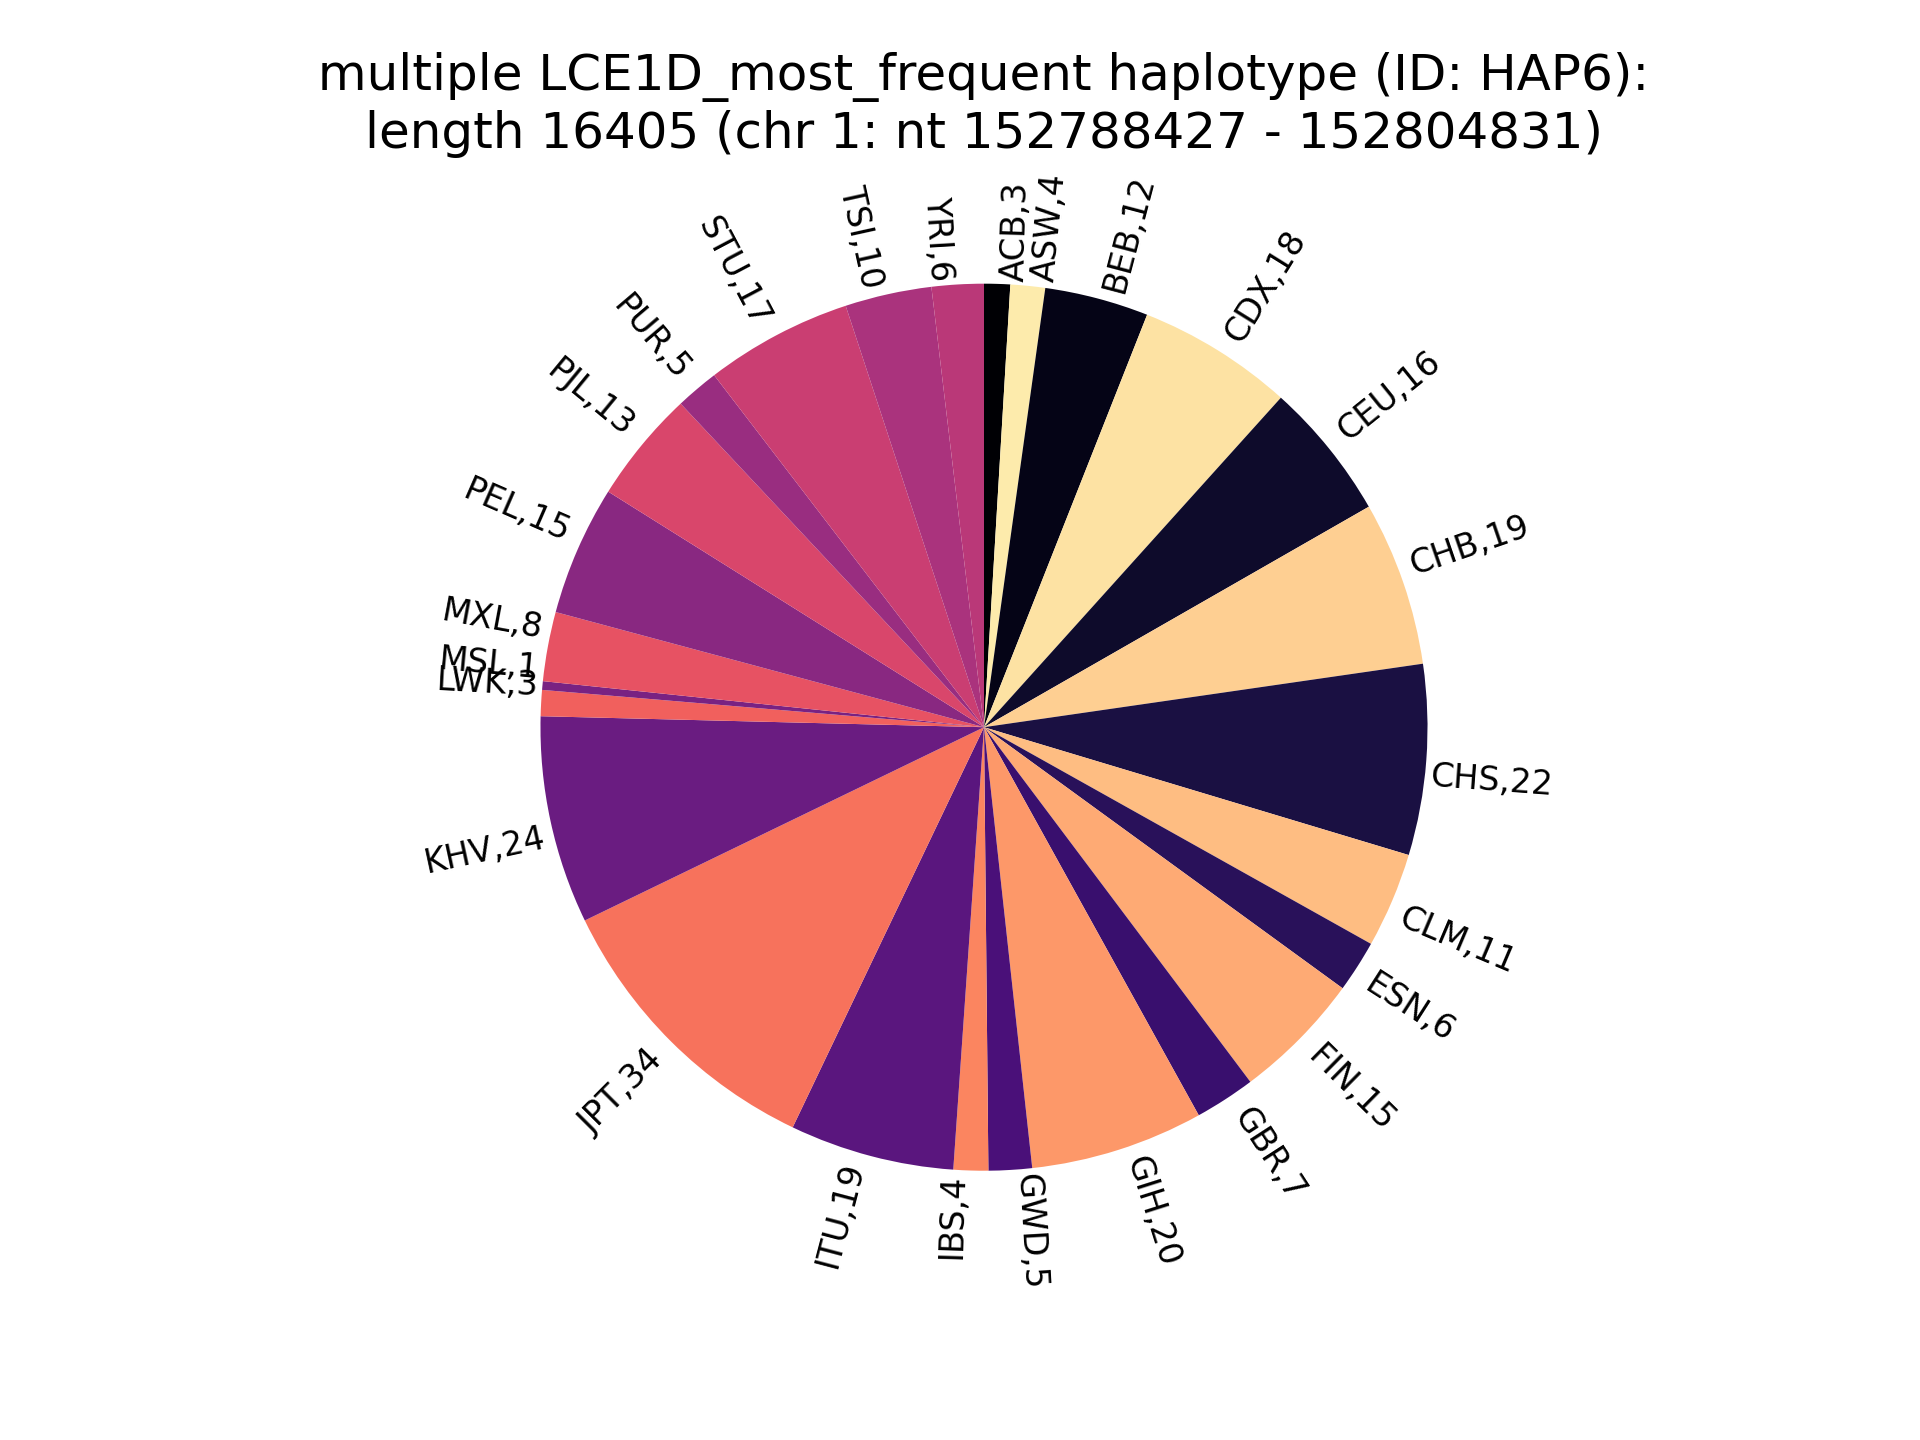 multiple LCE1D_most_frequent haplotype (ID: HAP6):
length 16405 (chr 1: nt 152788427 - 152804831)
ACB,3
ASW,4
BEB,12
CDX,18
CEU,16
CHB,19
CHS,22
CLM,11
ESN,6
FIN,15
GBR,7
GIH,20
GWD,5
IBS,4
ITU,19
JPT,34
KHV,24
LWK,3
MSL,1
MXL,8
PEL,15
PJL,13
PUR,5
STU,17
TSI,10
YRI,6